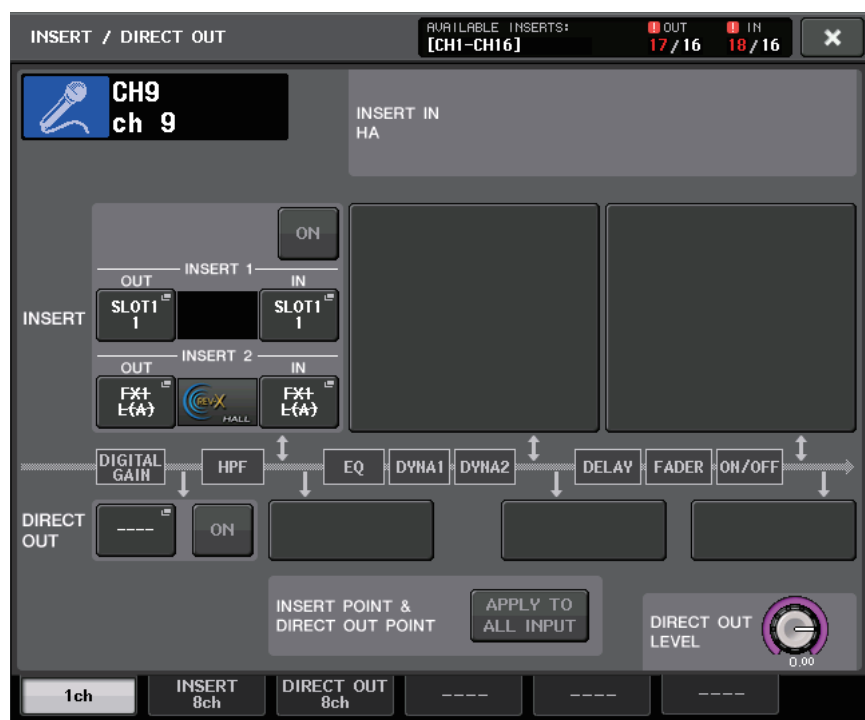 INSERT / DIRECT OUT
AVAILABLE INSERTS:
[CH1-CH16]
! OUT
17/16
! IN
18/16
×
CH9
ch 9
INSERT IN
HA
ON
INSERT 1
OUT
IN
INSERT
SLOT1
1
SLOT1
1
INSERT 2
OUT
IN
FX1
L(A)
REV-X
HALL
FX1
L(A)
DIGITAL
GAIN
HPF
EQ
DYNA1
DYNA2
DELAY
FADER
ON/OFF
DIRECT
OUT
----
ON
INSERT POINT &
DIRECT OUT POINT
APPLY TO
ALL INPUT
DIRECT OUT
LEVEL
0.00
1ch
INSERT
8ch
DIRECT OUT
8ch
----
----
----